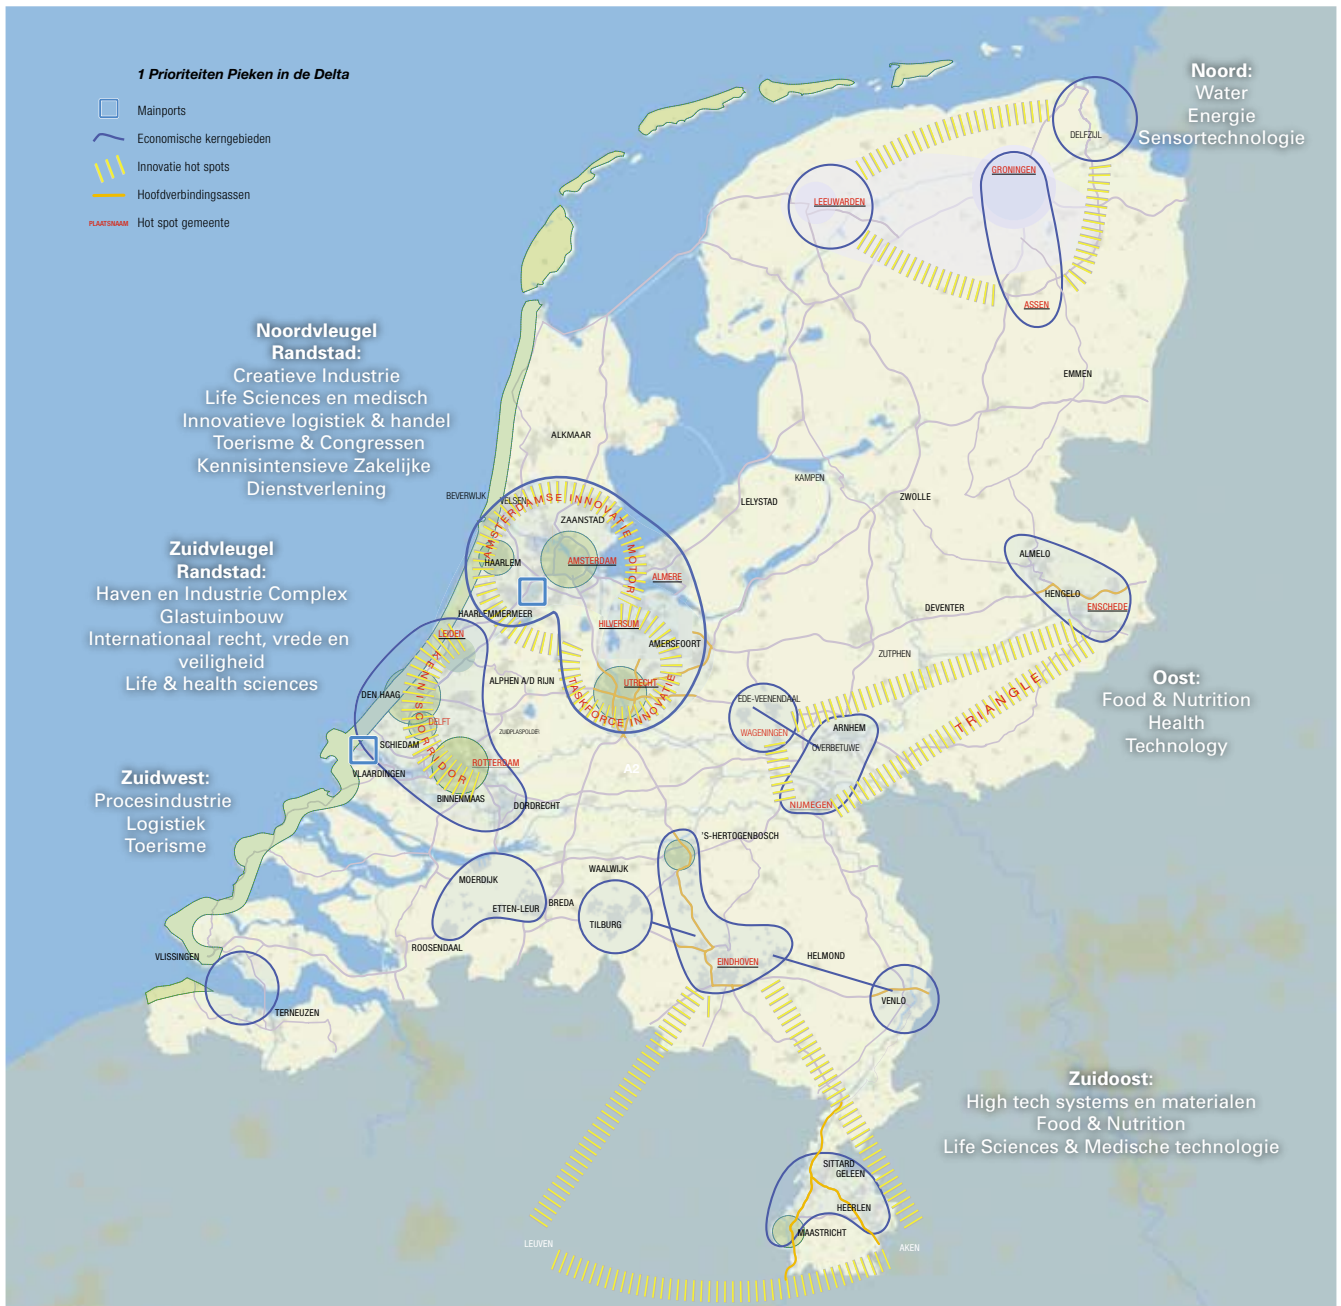 1 Prioriteiten Pieken in de Delta
Mainports
Economische kerngebieden
Innovatie hot spots
Hoofdverbindingsassen
PLAATSNAAM Hot spot gemeente
Noord:
Water
Energie
Sensortechnologie
DELFZIJL
GRONINGEN
LEEUWARDEN
ASSEN
EMMEN
Noordvleugel
Randstad:
Creatieve Industrie
Life Sciences en medisch
Innovatieve logistiek & handel
Toerisme & Congressen
Kennisintensieve Zakelijke
Dienstverlening
ALKMAAR
KAMPEN
BEVERWIJK
VELSEN
LELYSTAD
ZWOLLE
AMSTERDAMSE INNOVATIE MOTOR
ZAANSTAD
HAARLEM
AMSTERDAM
ALMERE
ALMELO
HENGELO
ENSCHEDE
DEVENTER
HAARLEMMERMEER
HILVERSUM
AMERSFOORT
ZUTPHEN
Zuidvleugel
Randstad:
Haven en Industrie Complex
Glastuinbouw
Internationaal recht, vrede en
veiligheid
Life & health sciences
LEIDEN
KENNISCORRIDOR
ALPHEN A/D RIJN
UTRECHT
TASKFORCE INNOVATIE
DEN HAAG
DELFT
ZUIDPLASPOLDER
EDE-VEENENDAAL
WAGENINGEN
ARNHEM
OVERBETUWE
NIJMEGEN
TRIANGLE
Oost:
Food & Nutrition
Health
Technology
SCHIEDAM
ROTTERDAM
VLAARDINGEN
BINNENMAAS
DORDRECHT
A2
Zuidwest:
Procesindustrie
Logistiek
Toerisme
'S-HERTOGENBOSCH
WAALWIJK
MOERDIJK
ETTEN-LEUR
BREDA
TILBURG
ROOSENDAAL
VLISSINGEN
EINDHOVEN
HELMOND
VENLO
TERNEUZEN
Zuidoost:
High tech systems en materialen
Food & Nutrition
Life Sciences & Medische technologie
SITTARD
GELEEN
HEERLEN
MAASTRICHT
LEUVEN
AKEN